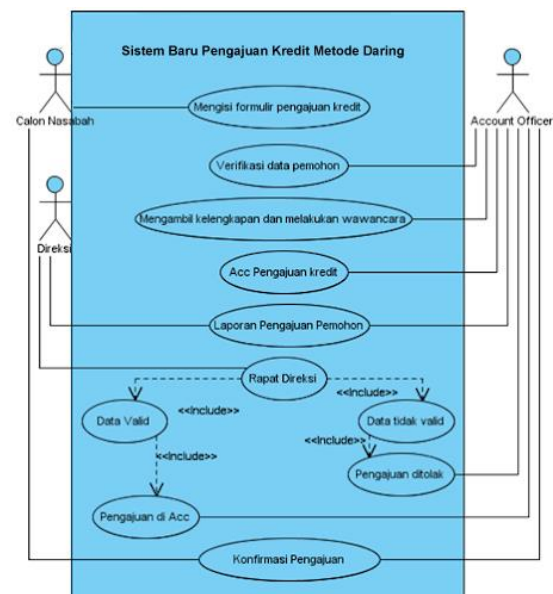 Sistem Baru Pengajuan Kredit Metode Daring
Calon Nasabah
Account Officer
Mengisi formulir pengajuan kredit
Verifikasi data pemohon
Mengambil kelengkapan dan melakukan wawancara
Direksi
Acc Pengajuan kredit
Laporan Pengajuan Pemohon
Rapat Direksi
<<Include>>
<<Include>>
Data Valid
Data tidak valid
<<Include>>
<<Include>>
Pengajuan ditolak
Pengajuan di Acc
Konfirmasi Pengajuan